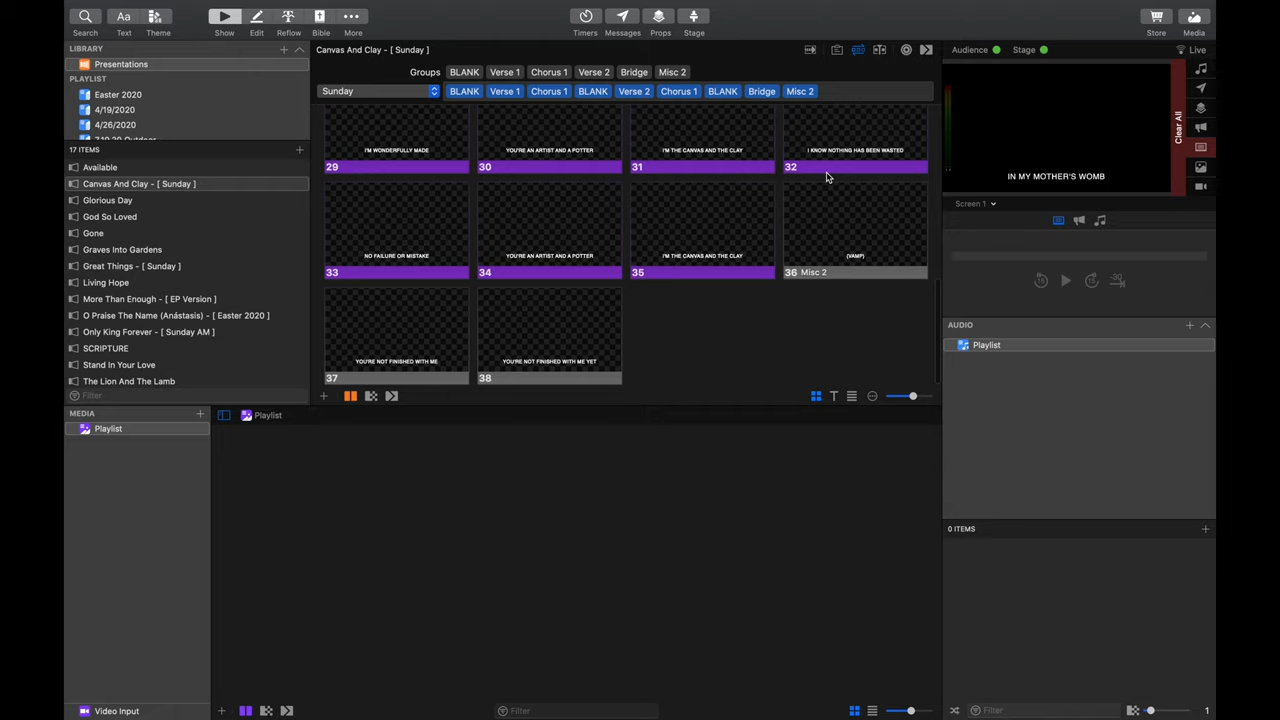 Search
Text
Theme
Show
Edit
Reflow
Bible
More
Timers
Messages
Props
Stage
Store
Media
LIBRARY
Presentations
PLAYLIST
Easter 2020
4/19/2020
4/26/2020
17 ITEMS
Available
Canvas And Clay - [ Sunday ]
Glorious Day
God So Loved
Gone
Graves Into Gardens
Great Things - [ Sunday ]
Living Hope
More Than Enough - [ EP Version ]
O Praise The Name (Anástasis) - [ Easter 2020 ]
Only King Forever - [ Sunday AM ]
SCRIPTURE
Stand In Your Love
The Lion And The Lamb
Filter
Canvas And Clay - [ Sunday ]
Groups BLANK Verse 1 Chorus 1 Verse 2 Bridge Misc 2
Sunday BLANK Verse 1 Chorus 1 BLANK Verse 2 Chorus 1 BLANK Bridge Misc 2
I'M WONDERFULLY MADE
29
YOU'RE AN ARTIST AND A POTTER
30
I'M THE CANVAS AND THE CLAY
31
I KNOW NOTHING HAS BEEN WASTED
32
NO FAILURE OR MISTAKE
33
YOU'RE AN ARTIST AND A POTTER
34
I'M THE CANVAS AND THE CLAY
35
(VAMP)
36 Misc 2
YOU'RE NOT FINISHED WITH ME
37
YOU'RE NOT FINISHED WITH ME YET
38
Audience Stage Live
IN MY MOTHER'S WOMB
Clear All
Screen 1
15
15
-30
AUDIO
Playlist
0 ITEMS
Filter
1
MEDIA
Playlist
Playlist
Video Input
Filter